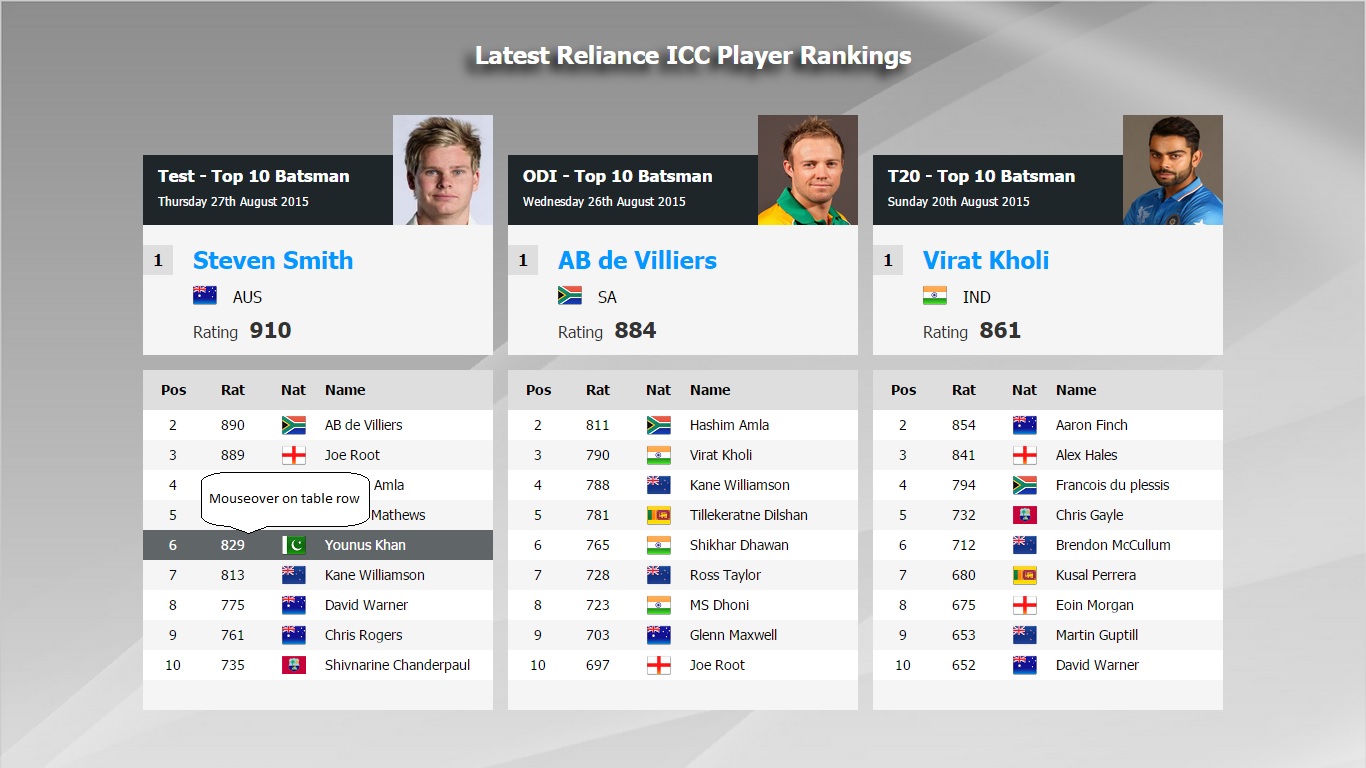 Latest Reliance ICC Player Rankings
Test - Top 10 Batsman
Thursday 27th August 2015
1 Steven Smith
AUS
Rating 910
Pos Rat Nat Name
2 890 AB de Villiers
3 889 Joe Root
4 Amla
5 Mathews
Mouseover on table row
6 829 Younus Khan
7 813 Kane Williamson
8 775 David Warner
9 761 Chris Rogers
10 735 Shivnarine Chanderpaul
ODI - Top 10 Batsman
Wednesday 26th August 2015
1 AB de Villiers
SA
Rating 884
Pos Rat Nat Name
2 811 Hashim Amla
3 790 Virat Kholi
4 788 Kane Williamson
5 781 Tillekeratne Dilshan
6 765 Shikhar Dhawan
7 728 Ross Taylor
8 723 MS Dhoni
9 703 Glenn Maxwell
10 697 Joe Root
T20 - Top 10 Batsman
Sunday 20th August 2015
1 Virat Kholi
IND
Rating 861
Pos Rat Nat Name
2 854 Aaron Finch
3 841 Alex Hales
4 794 Francois du plessis
5 732 Chris Gayle
6 712 Brendon McCullum
7 680 Kusal Perrera
8 675 Eoin Morgan
9 653 Martin Guptill
10 652 David Warner